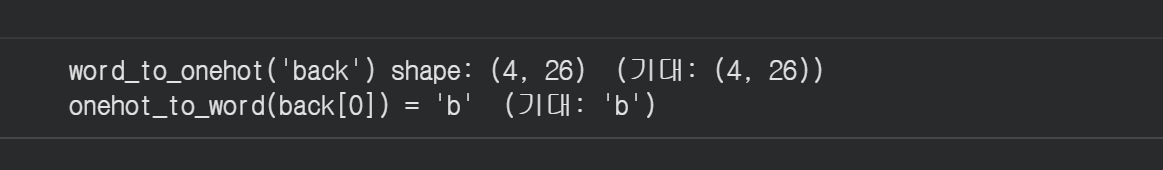 word_to_onehot('back') shape: (4, 26)  (기대: (4, 26))
onehot_to_word(back[0]) = 'b'  (기대: 'b')